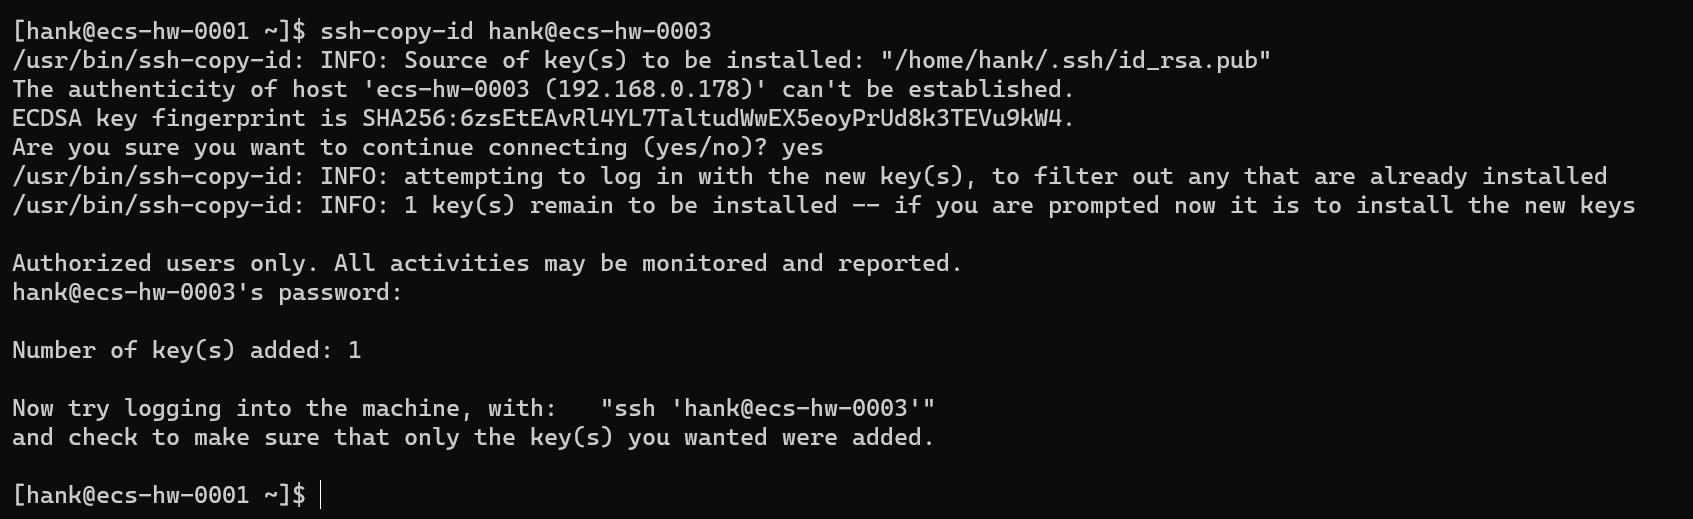 [hank@ecs-hw-0001 ~]$ ssh-copy-id hank@ecs-hw-0003
/usr/bin/ssh-copy-id: INFO: Source of key(s) to be installed: "/home/hank/.ssh/id_rsa.pub"
The authenticity of host 'ecs-hw-0003 (192.168.0.178)' can't be established.
ECDSA key fingerprint is SHA256:6zsEtEAvRl4YL7TaltudWwEX5eoyPrUd8k3TEVu9kW4.
Are you sure you want to continue connecting (yes/no)? yes
/usr/bin/ssh-copy-id: INFO: attempting to log in with the new key(s), to filter out any that are already installed
/usr/bin/ssh-copy-id: INFO: 1 key(s) remain to be installed -- if you are prompted now it is to install the new keys
Authorized users only. All activities may be monitored and reported.
hank@ecs-hw-0003's password:
Number of key(s) added: 1
Now try logging into the machine, with:   "ssh 'hank@ecs-hw-0003'"
and check to make sure that only the key(s) you wanted were added.
[hank@ecs-hw-0001 ~]$